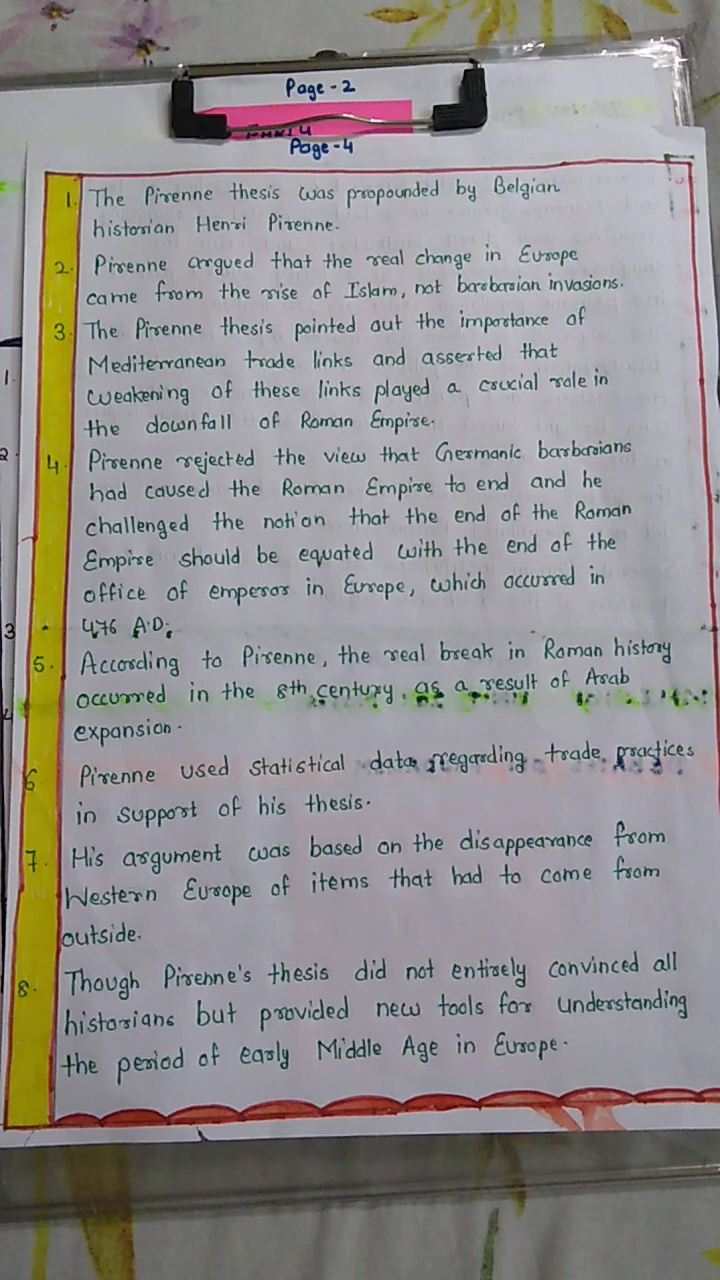 Page-2
Page-4
1. The Pirenne thesis was propounded by Belgian
historian Henri Pirenne.
2. Pirenne argued that the real change in Europe
came from the rise of Islam, not barbarian invasions.
3. The Pirenne thesis pointed out the importance of
Mediterranean trade links and asserted that
weakening of these links played a crucial role in
the downfall of Roman Empire.
4. Pirenne rejected the view that Germanic barbarians
had caused the Roman Empire to end and he
challenged the notion that the end of the Roman
Empire should be equated with the end of the
office of emperor in Europe, which occurred in
476 A.D.
5. According to Pirenne, the real break in Roman history
occurred in the 8th century, as a result of Arab
expansion.
6 Pirenne used statistical data regarding trade practices
in support of his thesis.
7. His argument was based on the disappearance from
Western Europe of items that had to come from
outside.
8. Though Pirenne's thesis did not entirely convinced all
historians but provided new tools for understanding
the period of early Middle Age in Europe.